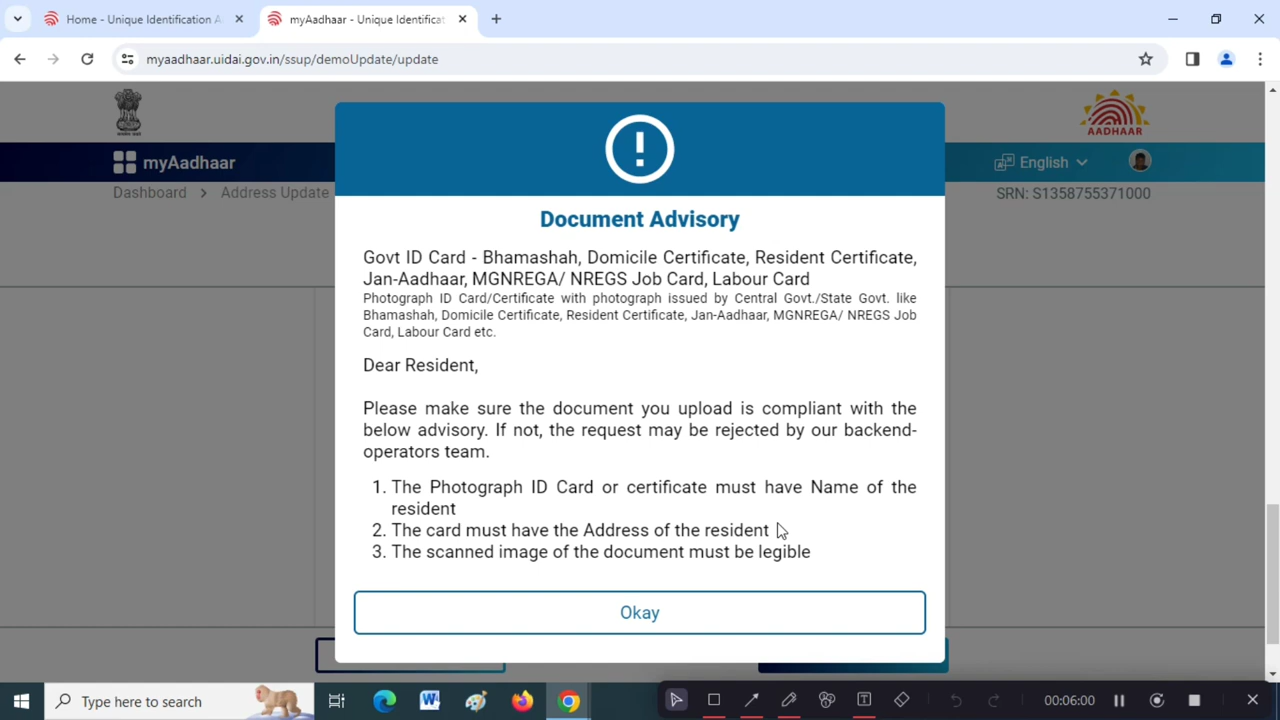 Home - Unique Identification A
myAadhaar - Unique Identificat
myaadhaar.uidai.gov.in/ssup/demoUpdate/update
AADHAAR
myAadhaar
English
Dashboard > Address Update
SRN: S1358755371000
Document Advisory
Govt ID Card - Bhamashah, Domicile Certificate, Resident Certificate,
Jan-Aadhaar, MGNREGA/ NREGS Job Card, Labour Card
Photograph ID Card/Certificate with photograph issued by Central Govt./State Govt. like
Bhamashah, Domicile Certificate, Resident Certificate, Jan-Aadhaar, MGNREGA/ NREGS Job
Card, Labour Card etc.
Dear Resident,
Please make sure the document you upload is compliant with the
below advisory. If not, the request may be rejected by our backend-
operators team.
1. The Photograph ID Card or certificate must have Name of the
resident
2. The card must have the Address of the resident
3. The scanned image of the document must be legible
Okay
Type here to search
00:06:00